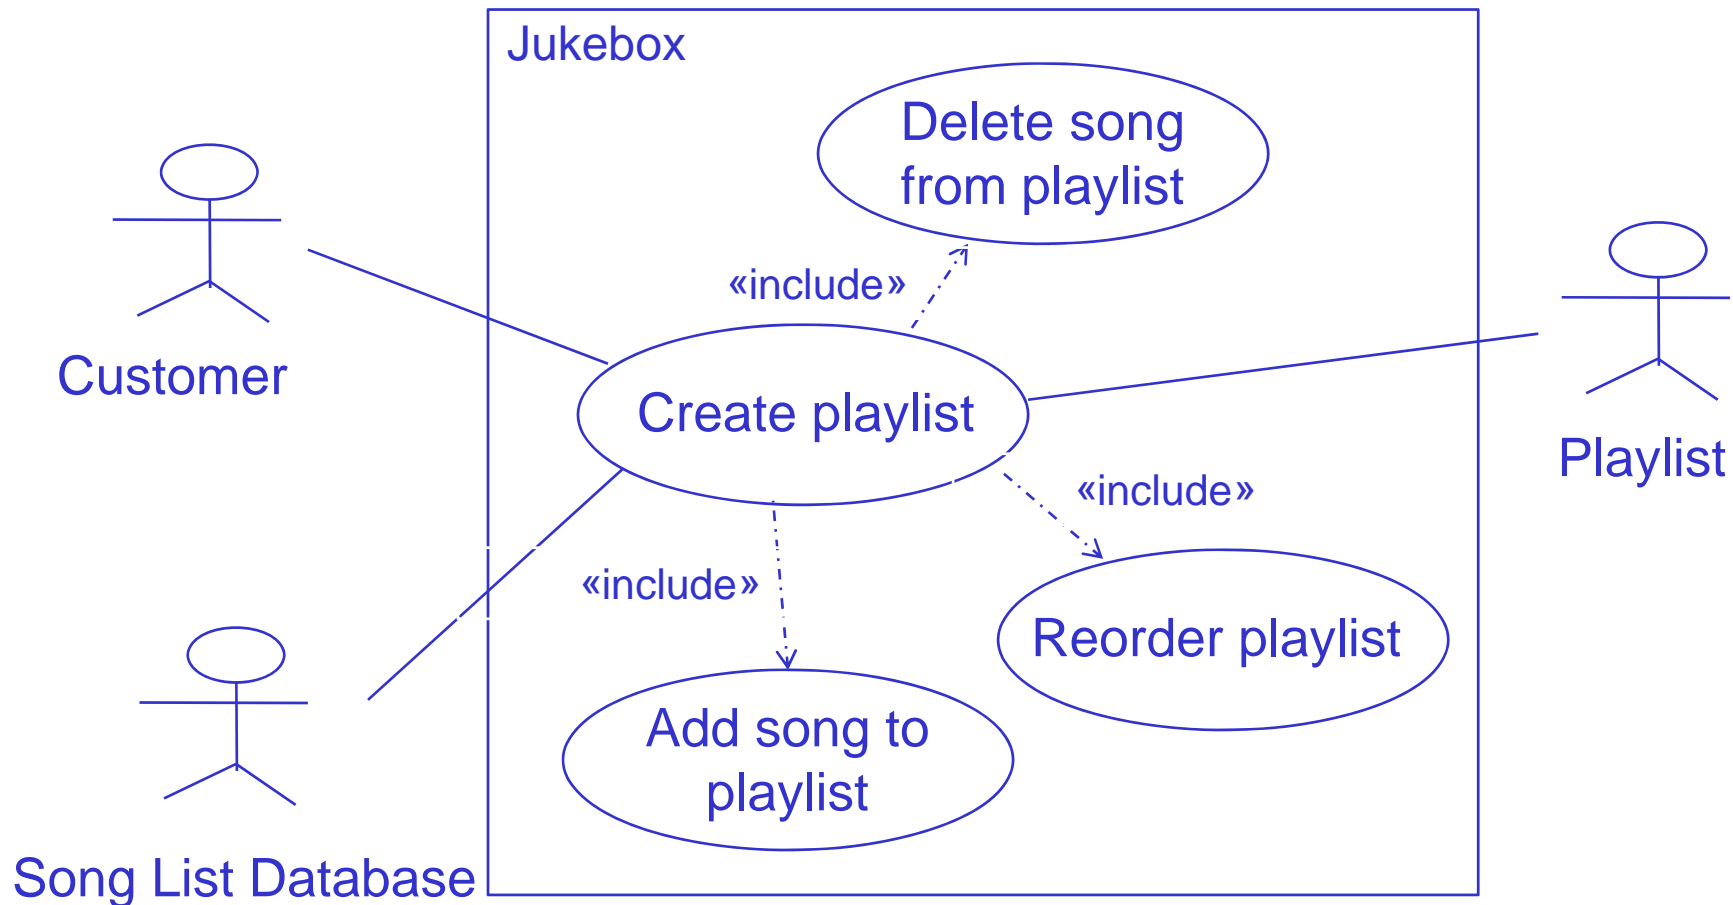 Jukebox
Delete song
from playlist
«include»
Customer
Create playlist
Playlist
«include»
«include»
Reorder playlist
Add song to
playlist
Song List Database